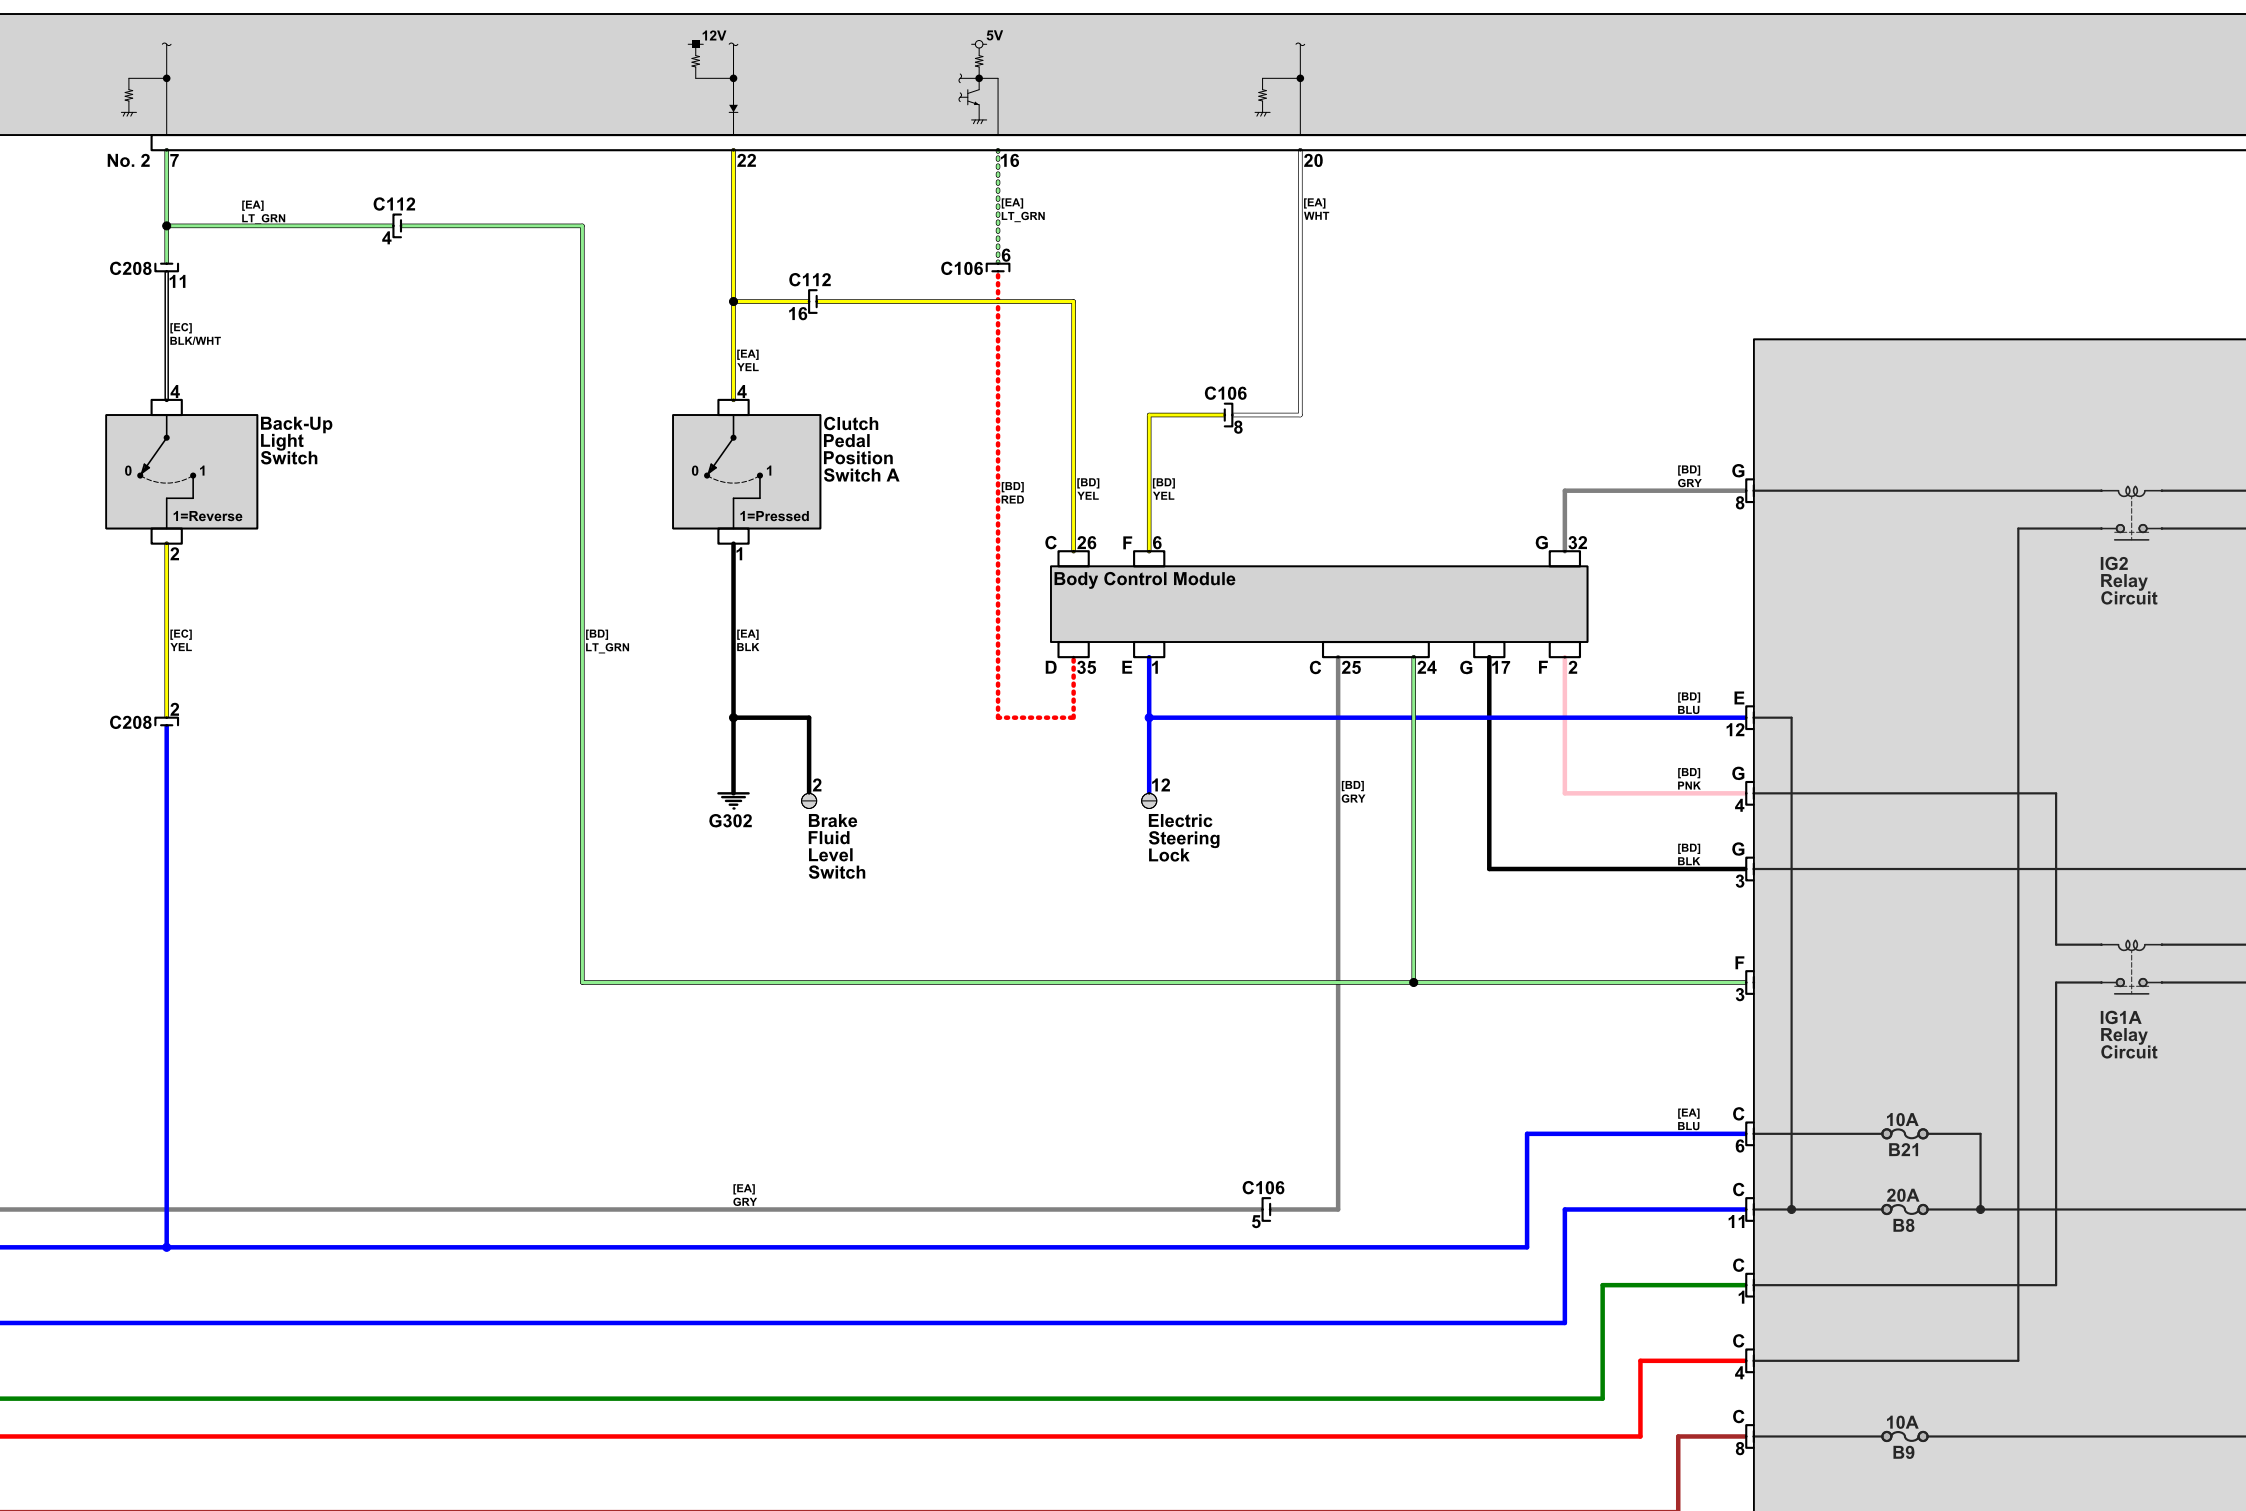 12V
5V
No. 2
7
22
16
20
[EA]
LT_GRN
C112
4
[EA]
LT_GRN
[EA]
WHT
C208
11
C106
6
C112
16
[EC]
BLK/WHT
[EA]
YEL
4
4
C106
8
Back-Up
Light
Switch
0
1
1=Reverse
Clutch
Pedal
Position
Switch A
0
1
1=Pressed
[BD]
RED
[BD]
YEL
[BD]
YEL
[BD]
GRY
G
8
2
1
C
26
F
6
G
32
Body Control Module
IG2
Relay
Circuit
[EC]
YEL
[BD]
LT_GRN
[EA]
BLK
D
35
E
1
C
25
24
G
17
F
2
C208
2
[BD]
BLU
E
12
[BD]
PNK
G
4
G302
2
Brake
Fluid
Level
Switch
12
Electric
Steering
Lock
[BD]
GRY
[BD]
BLK
G
3
F
3
IG1A
Relay
Circuit
[EA]
BLU
C
6
10A
B21
[EA]
GRY
C106
5
C
11
20A
B8
C
1
C
4
C
8
10A
B9